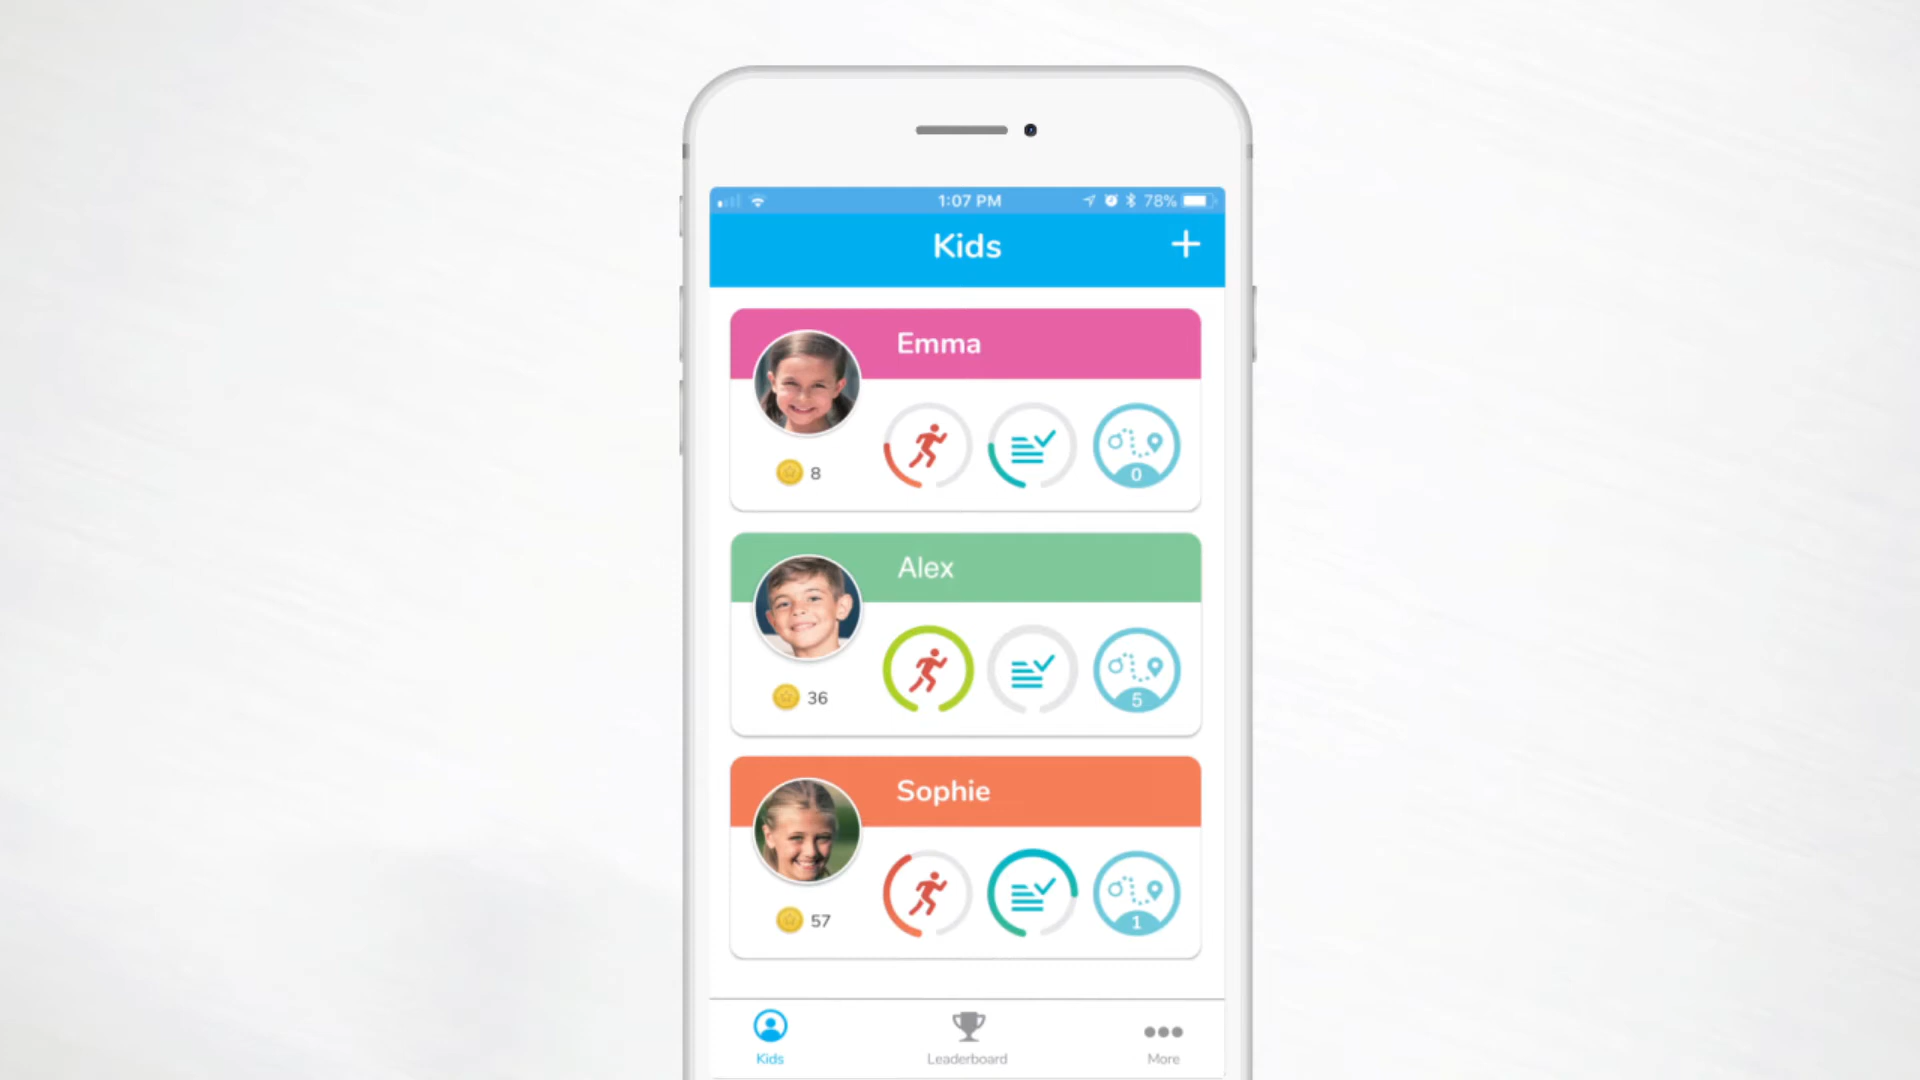 1:07 PM 78%
Kids +
Emma
8
0
Alex
36
5
Sophie
57
1
Kids Leaderboard More